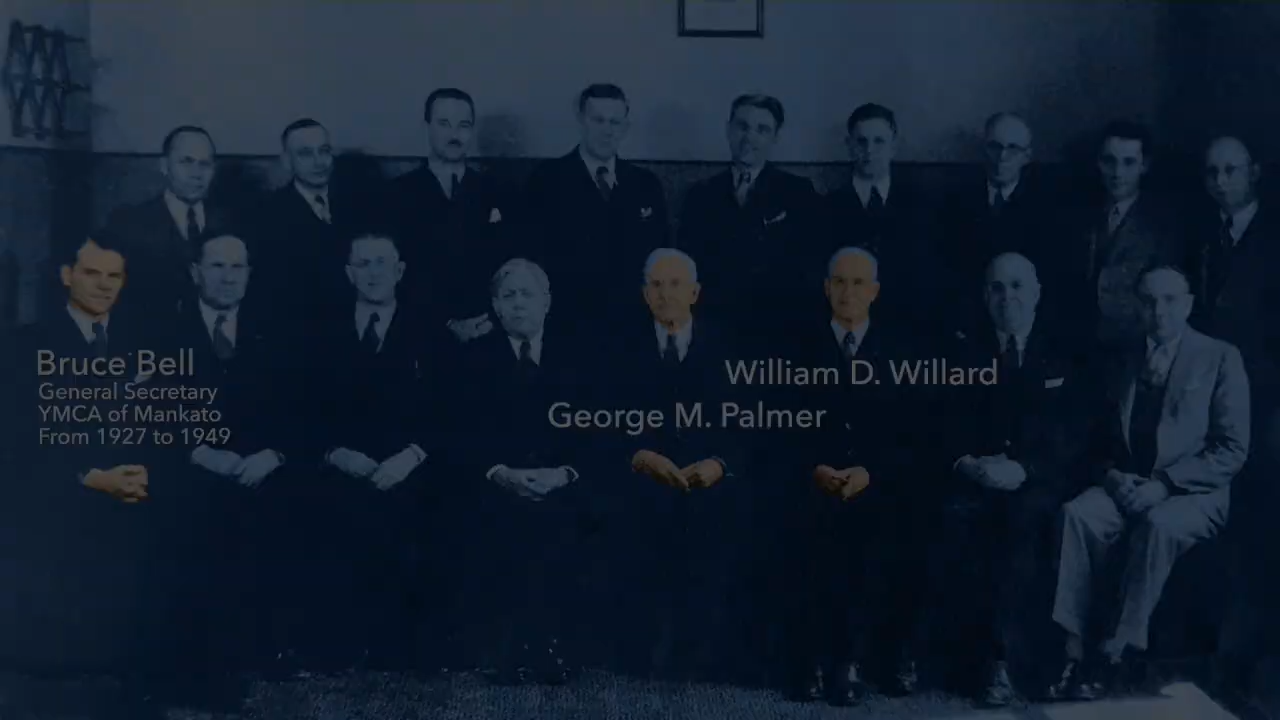 Bruce Bell
General Secretary
YMCA of Mankato
From 1927 to 1949
George M. Palmer
William D. Willard